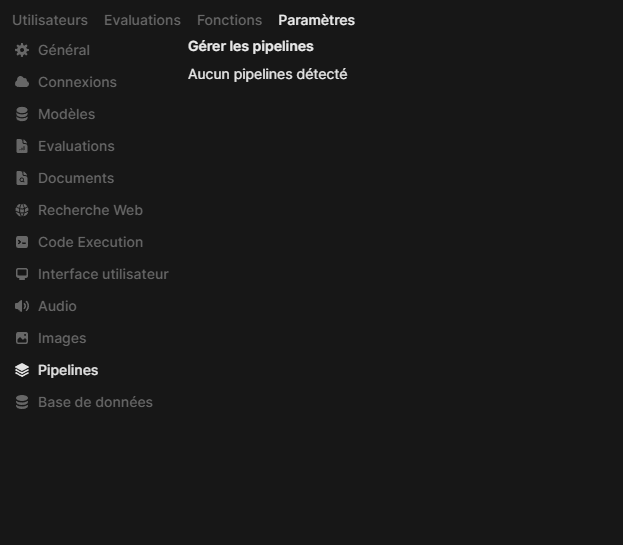 Utilisateurs Evaluations Fonctions Paramètres
Général
Connexions
Modèles
Evaluations
Documents
Recherche Web
Code Execution
Interface utilisateur
Audio
Images
Pipelines
Base de données
Gérer les pipelines
Aucun pipelines détecté